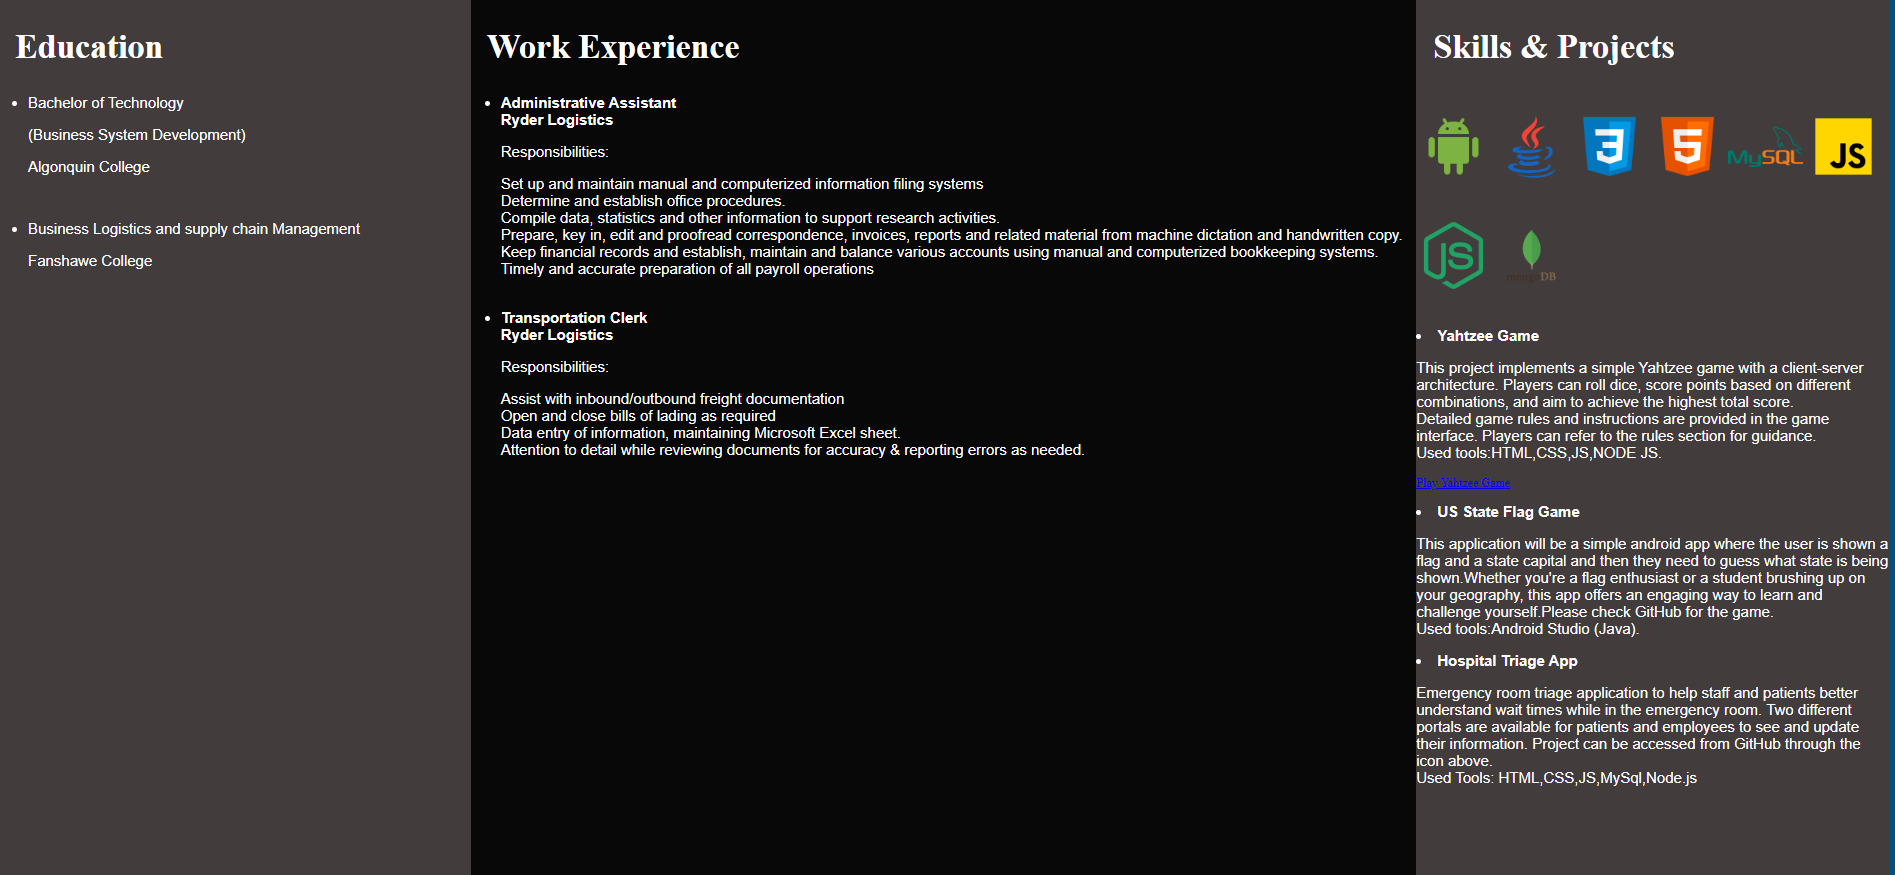 Education
Bachelor of Technology
(Business System Development)
Algonquin College
Business Logistics and supply chain Management
Fanshawe College
Work Experience
Administrative Assistant
Ryder Logistics
Responsibilities:
Set up and maintain manual and computerized information filing systems
Determine and establish office procedures.
Compile data, statistics and other information to support research activities.
Prepare, key in, edit and proofread correspondence, invoices, reports and related material from machine dictation and handwritten copy.
Keep financial records and establish, maintain and balance various accounts using manual and computerized bookkeeping systems.
Timely and accurate preparation of all payroll operations
Transportation Clerk
Ryder Logistics
Responsibilities:
Assist with inbound/outbound freight documentation
Open and close bills of lading as required
Data entry of information, maintaining Microsoft Excel sheet.
Attention to detail while reviewing documents for accuracy & reporting errors as needed.
Skills & Projects
3 5 MySQL JS
JS mongoDB
Yahtzee Game
This project implements a simple Yahtzee game with a client-server
architecture. Players can roll dice, score points based on different
combinations, and aim to achieve the highest total score.
Detailed game rules and instructions are provided in the game
interface. Players can refer to the rules section for guidance.
Used tools:HTML,CSS,JS,NODE JS.
Play Yahtzee Game
US State Flag Game
This application will be a simple android app where the user is shown a
flag and a state capital and then they need to guess what state is being
shown.Whether you're a flag enthusiast or a student brushing up on
your geography, this app offers an engaging way to learn and
challenge yourself.Please check GitHub for the game.
Used tools:Android Studio (Java).
Hospital Triage App
Emergency room triage application to help staff and patients better
understand wait times while in the emergency room. Two different
portals are available for patients and employees to see and update
their information. Project can be accessed from GitHub through the
icon above.
Used Tools: HTML,CSS,JS,MySql,Node.js